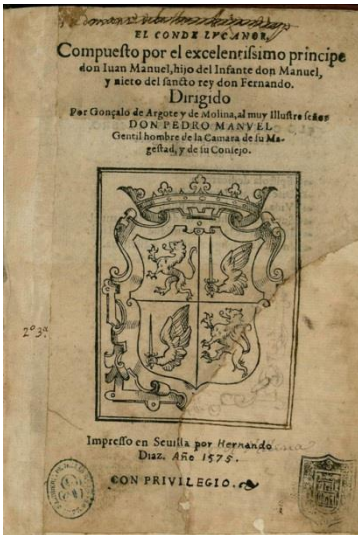 EL CONDE LVCANOR.
Compuesto por el excelentissimo principe
don Iuan Manuel, hijo del Infante don Manuel,
y nieto del sancto rey don Fernando.
Dirigido
Por Gonçalo de Argote y de Molina, al muy Illustre señor
DON PEDRO MANVEL
Gentil hombre de la Camara de su Ma-
gestad, y de su Consejo.
2º 3ª
Impresso en Seuilla por Hernando
Diaz. Año 1575.
CON PRIVILEGIO.